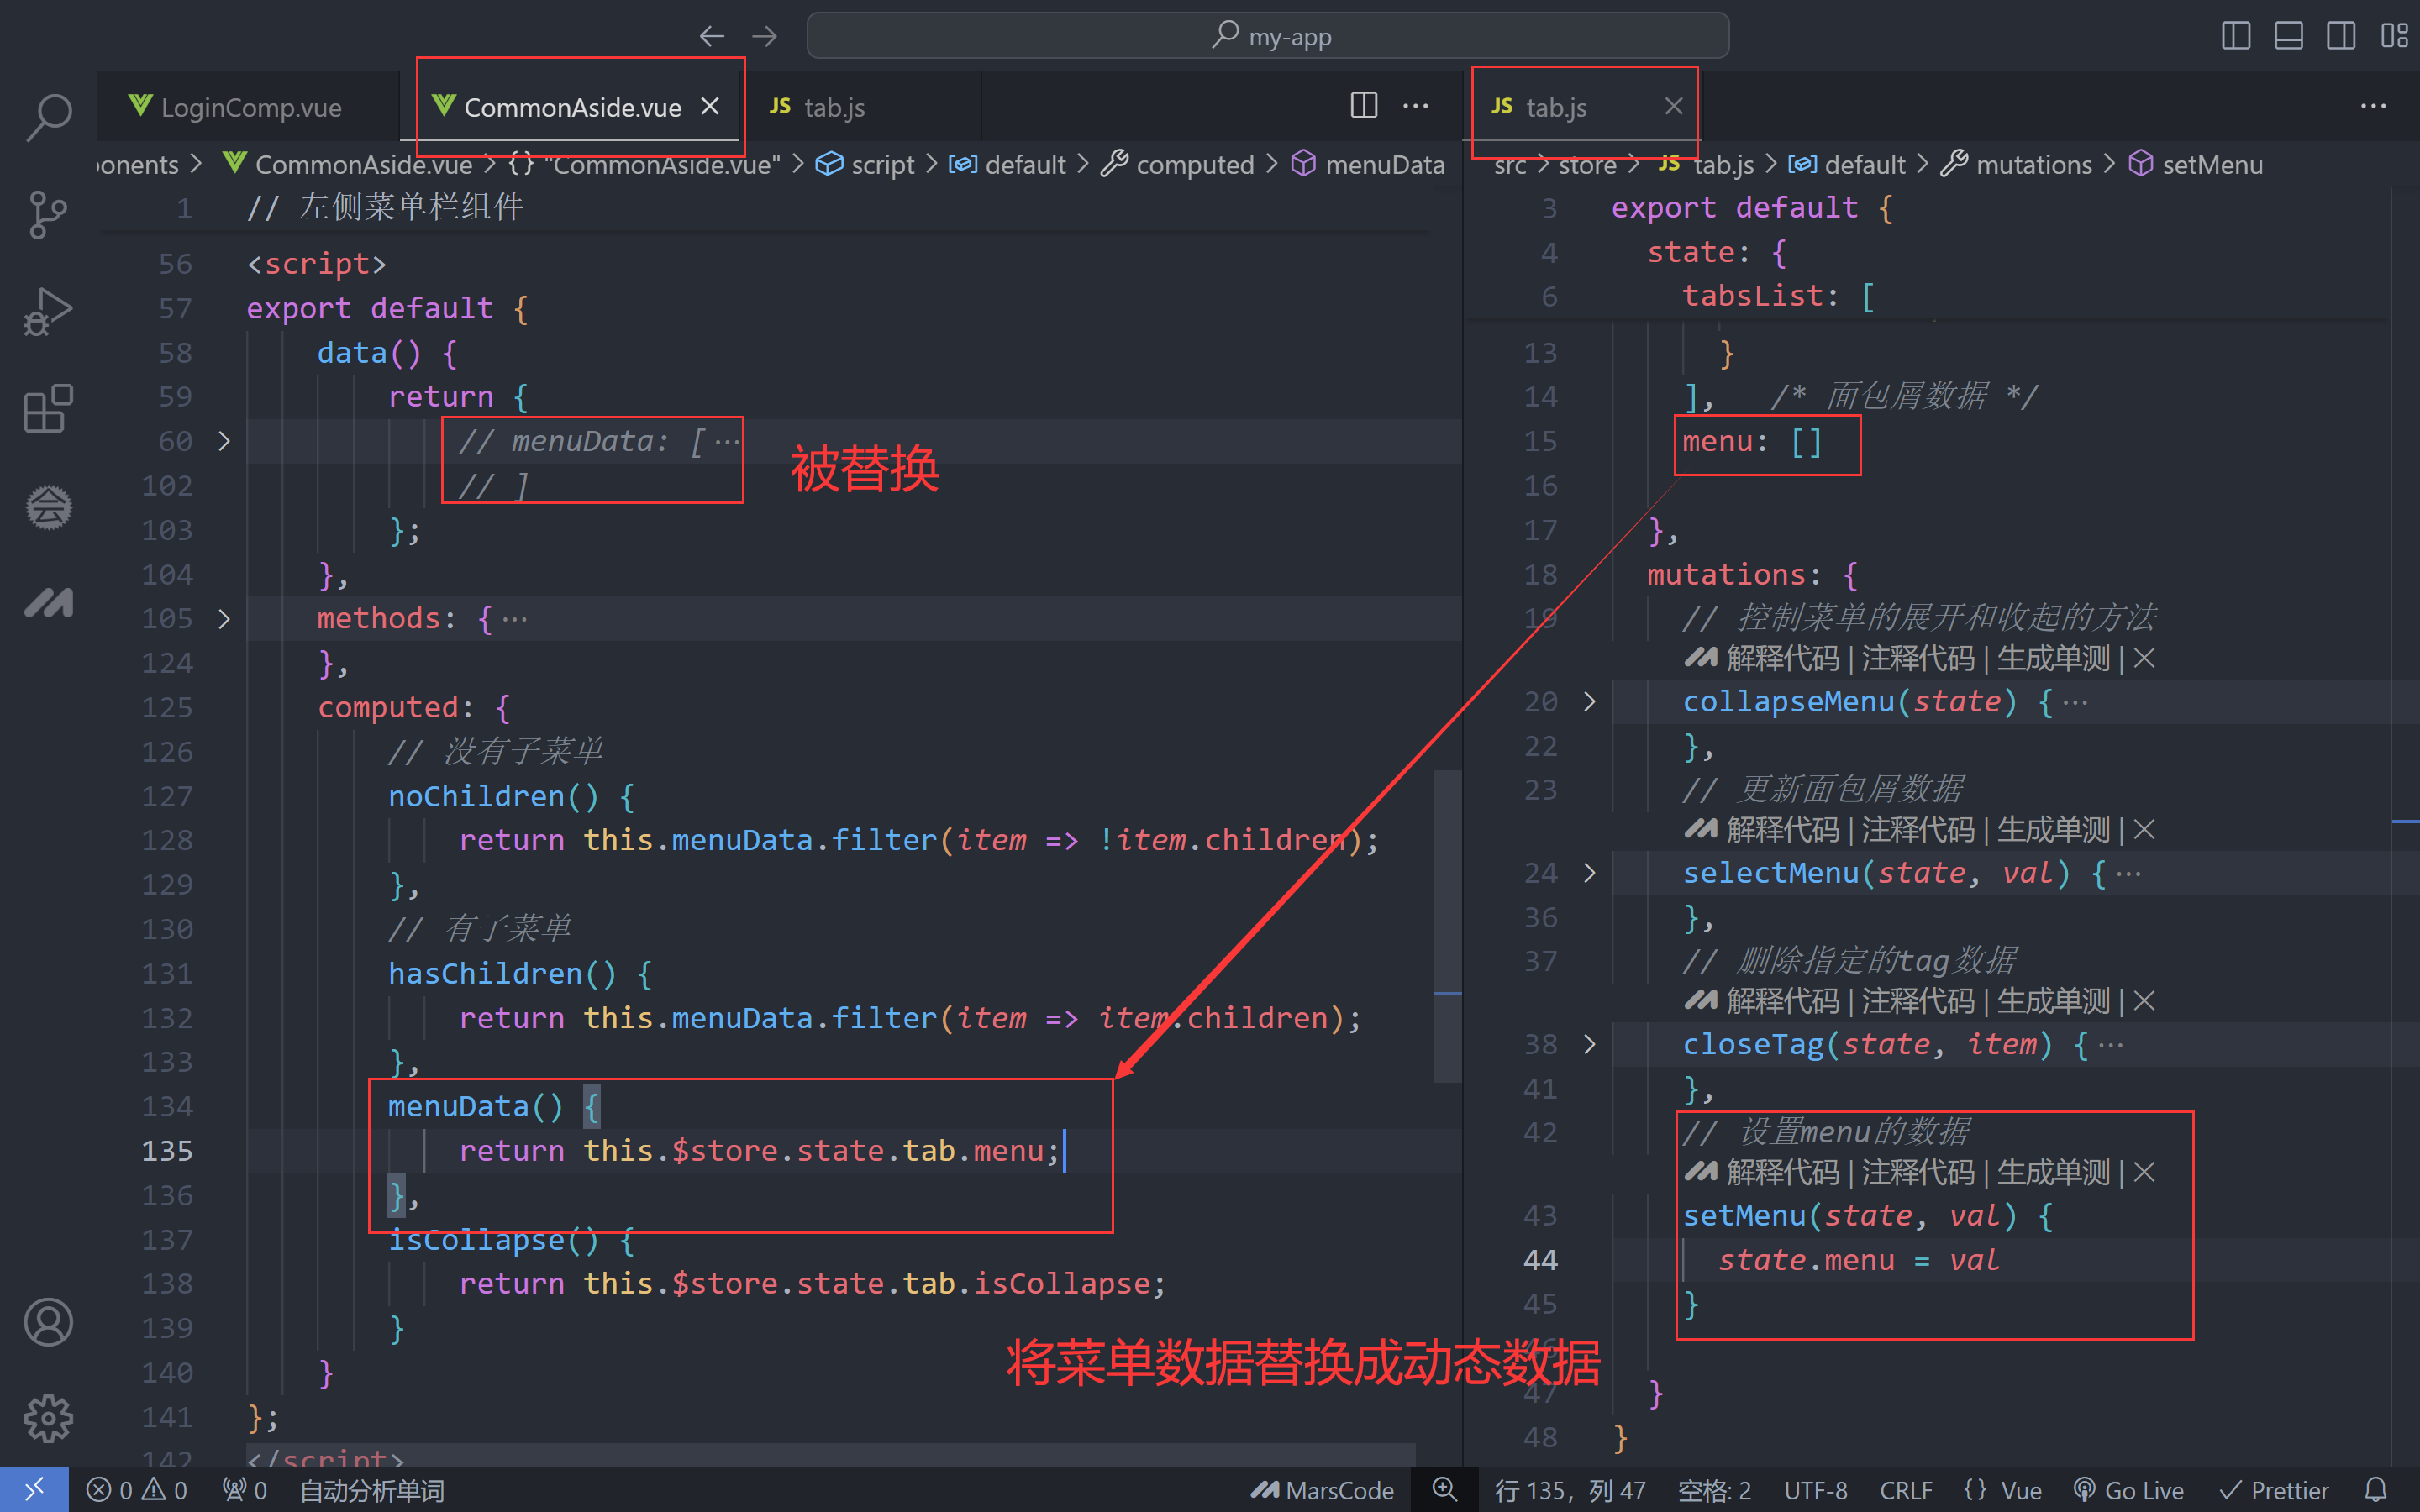 my-app
LoginComp.vue
CommonAside.vue
JS tab.js
JS tab.js
ponents > CommonAside.vue > {} "CommonAside.vue" > script > default > computed > menuData
1 // 左侧菜单栏组件
56 <script>
57 export default {
58 data() {
59 return {
60 // menuData: [ ···
102 // ]
被替换
103 };
104 },
105 methods: { ···
124 },
125 computed: {
126 // 没有子菜单
127 noChildren() {
128 return this.menuData.filter(item => !item.children);
129 },
130 // 有子菜单
131 hasChildren() {
132 return this.menuData.filter(item => item.children);
133 },
134 menuData() {
135 return this.$store.state.tab.menu;
136 },
137 isCollapse() {
138 return this.$store.state.tab.isCollapse;
139 }
140 }
141 };
142 </script>
将菜单数据替换成动态数据
src > store > JS tab.js > default > mutations > setMenu
3 export default {
4 state: {
6 tabsList: [
13 }
14 ], /* 面包屑数据 */
15 menu: []
16
17 },
18 mutations: {
19 // 控制菜单的展开和收起的方法
解释代码 | 注释代码 | 生成单测 | ×
20 collapseMenu(state) { ···
22 },
23 // 更新面包屑数据
解释代码 | 注释代码 | 生成单测 | ×
24 selectMenu(state, val) { ···
36 },
37 // 删除指定的tag数据
解释代码 | 注释代码 | 生成单测 | ×
38 closeTag(state, item) { ···
41 },
42 // 设置menu的数据
解释代码 | 注释代码 | 生成单测 | ×
43 setMenu(state, val) {
44 state.menu = val
45 }
46
47 }
48 }
0 0 0 自动分析单词 MarsCode 行 135，列 47 空格: 2 UTF-8 CRLF {} Vue Go Live Prettier